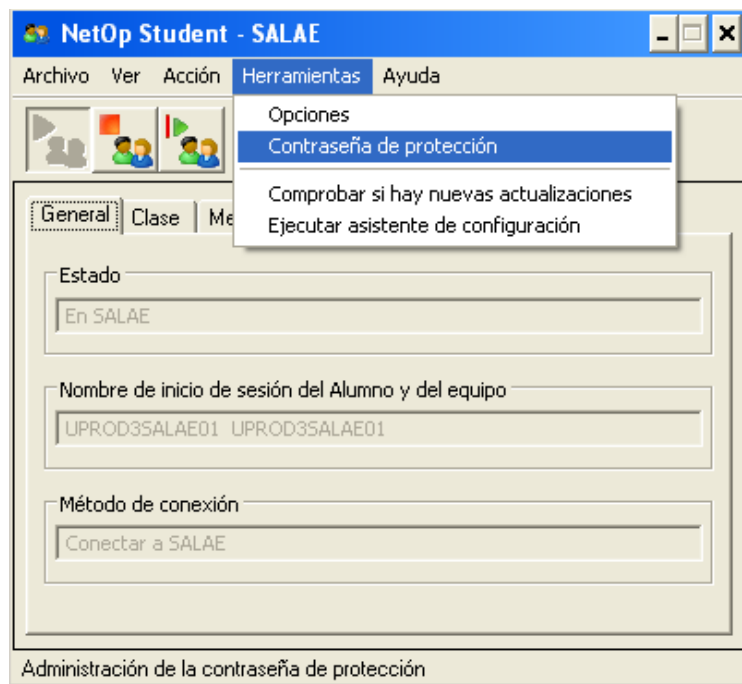 NetOp Student - SALAE
Archivo Ver Acción Herramientas Ayuda
Opciones
Contraseña de protección
Comprobar si hay nuevas actualizaciones
Ejecutar asistente de configuración
General Clase Me
Estado
En SALAE
Nombre de inicio de sesión del Alumno y del equipo
UPROD3SALAE01 UPROD3SALAE01
Método de conexión
Conectar a SALAE
Administración de la contraseña de protección